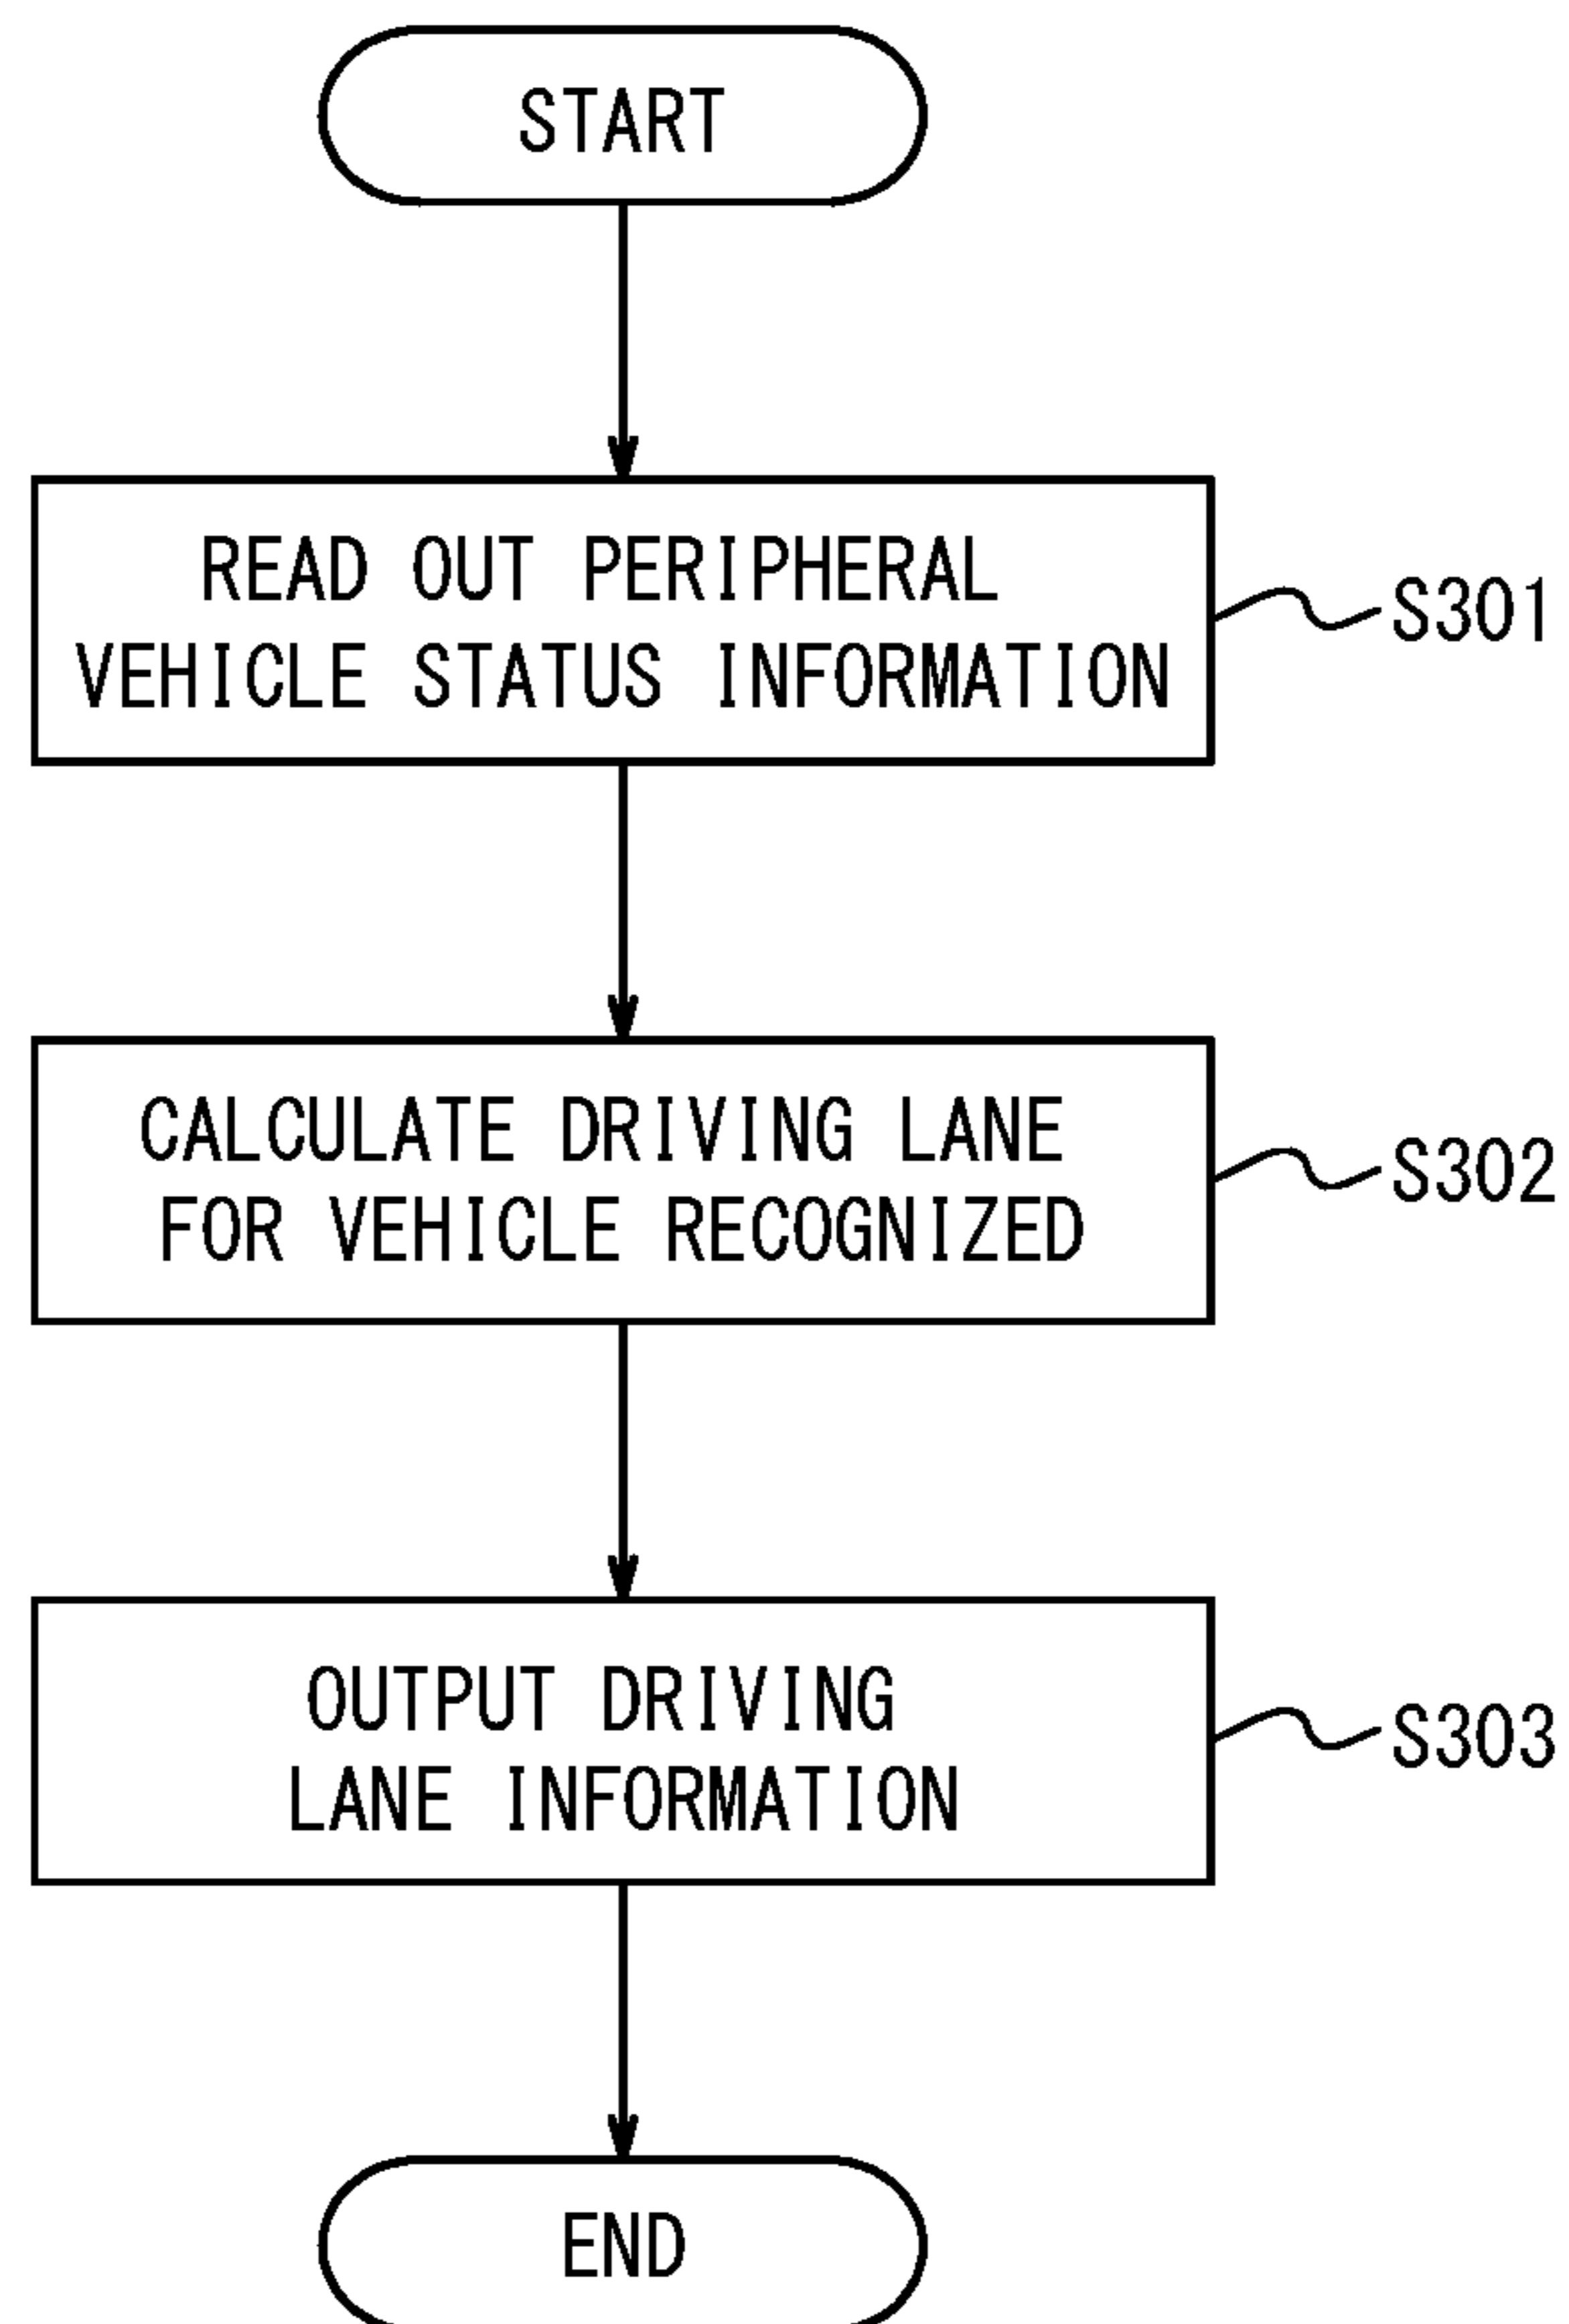 START
READ OUT PERIPHERAL
VEHICLE STATUS INFORMATION
S301
CALCULATE DRIVING LANE
FOR VEHICLE RECOGNIZED
S302
OUTPUT DRIVING
LANE INFORMATION
S303
END